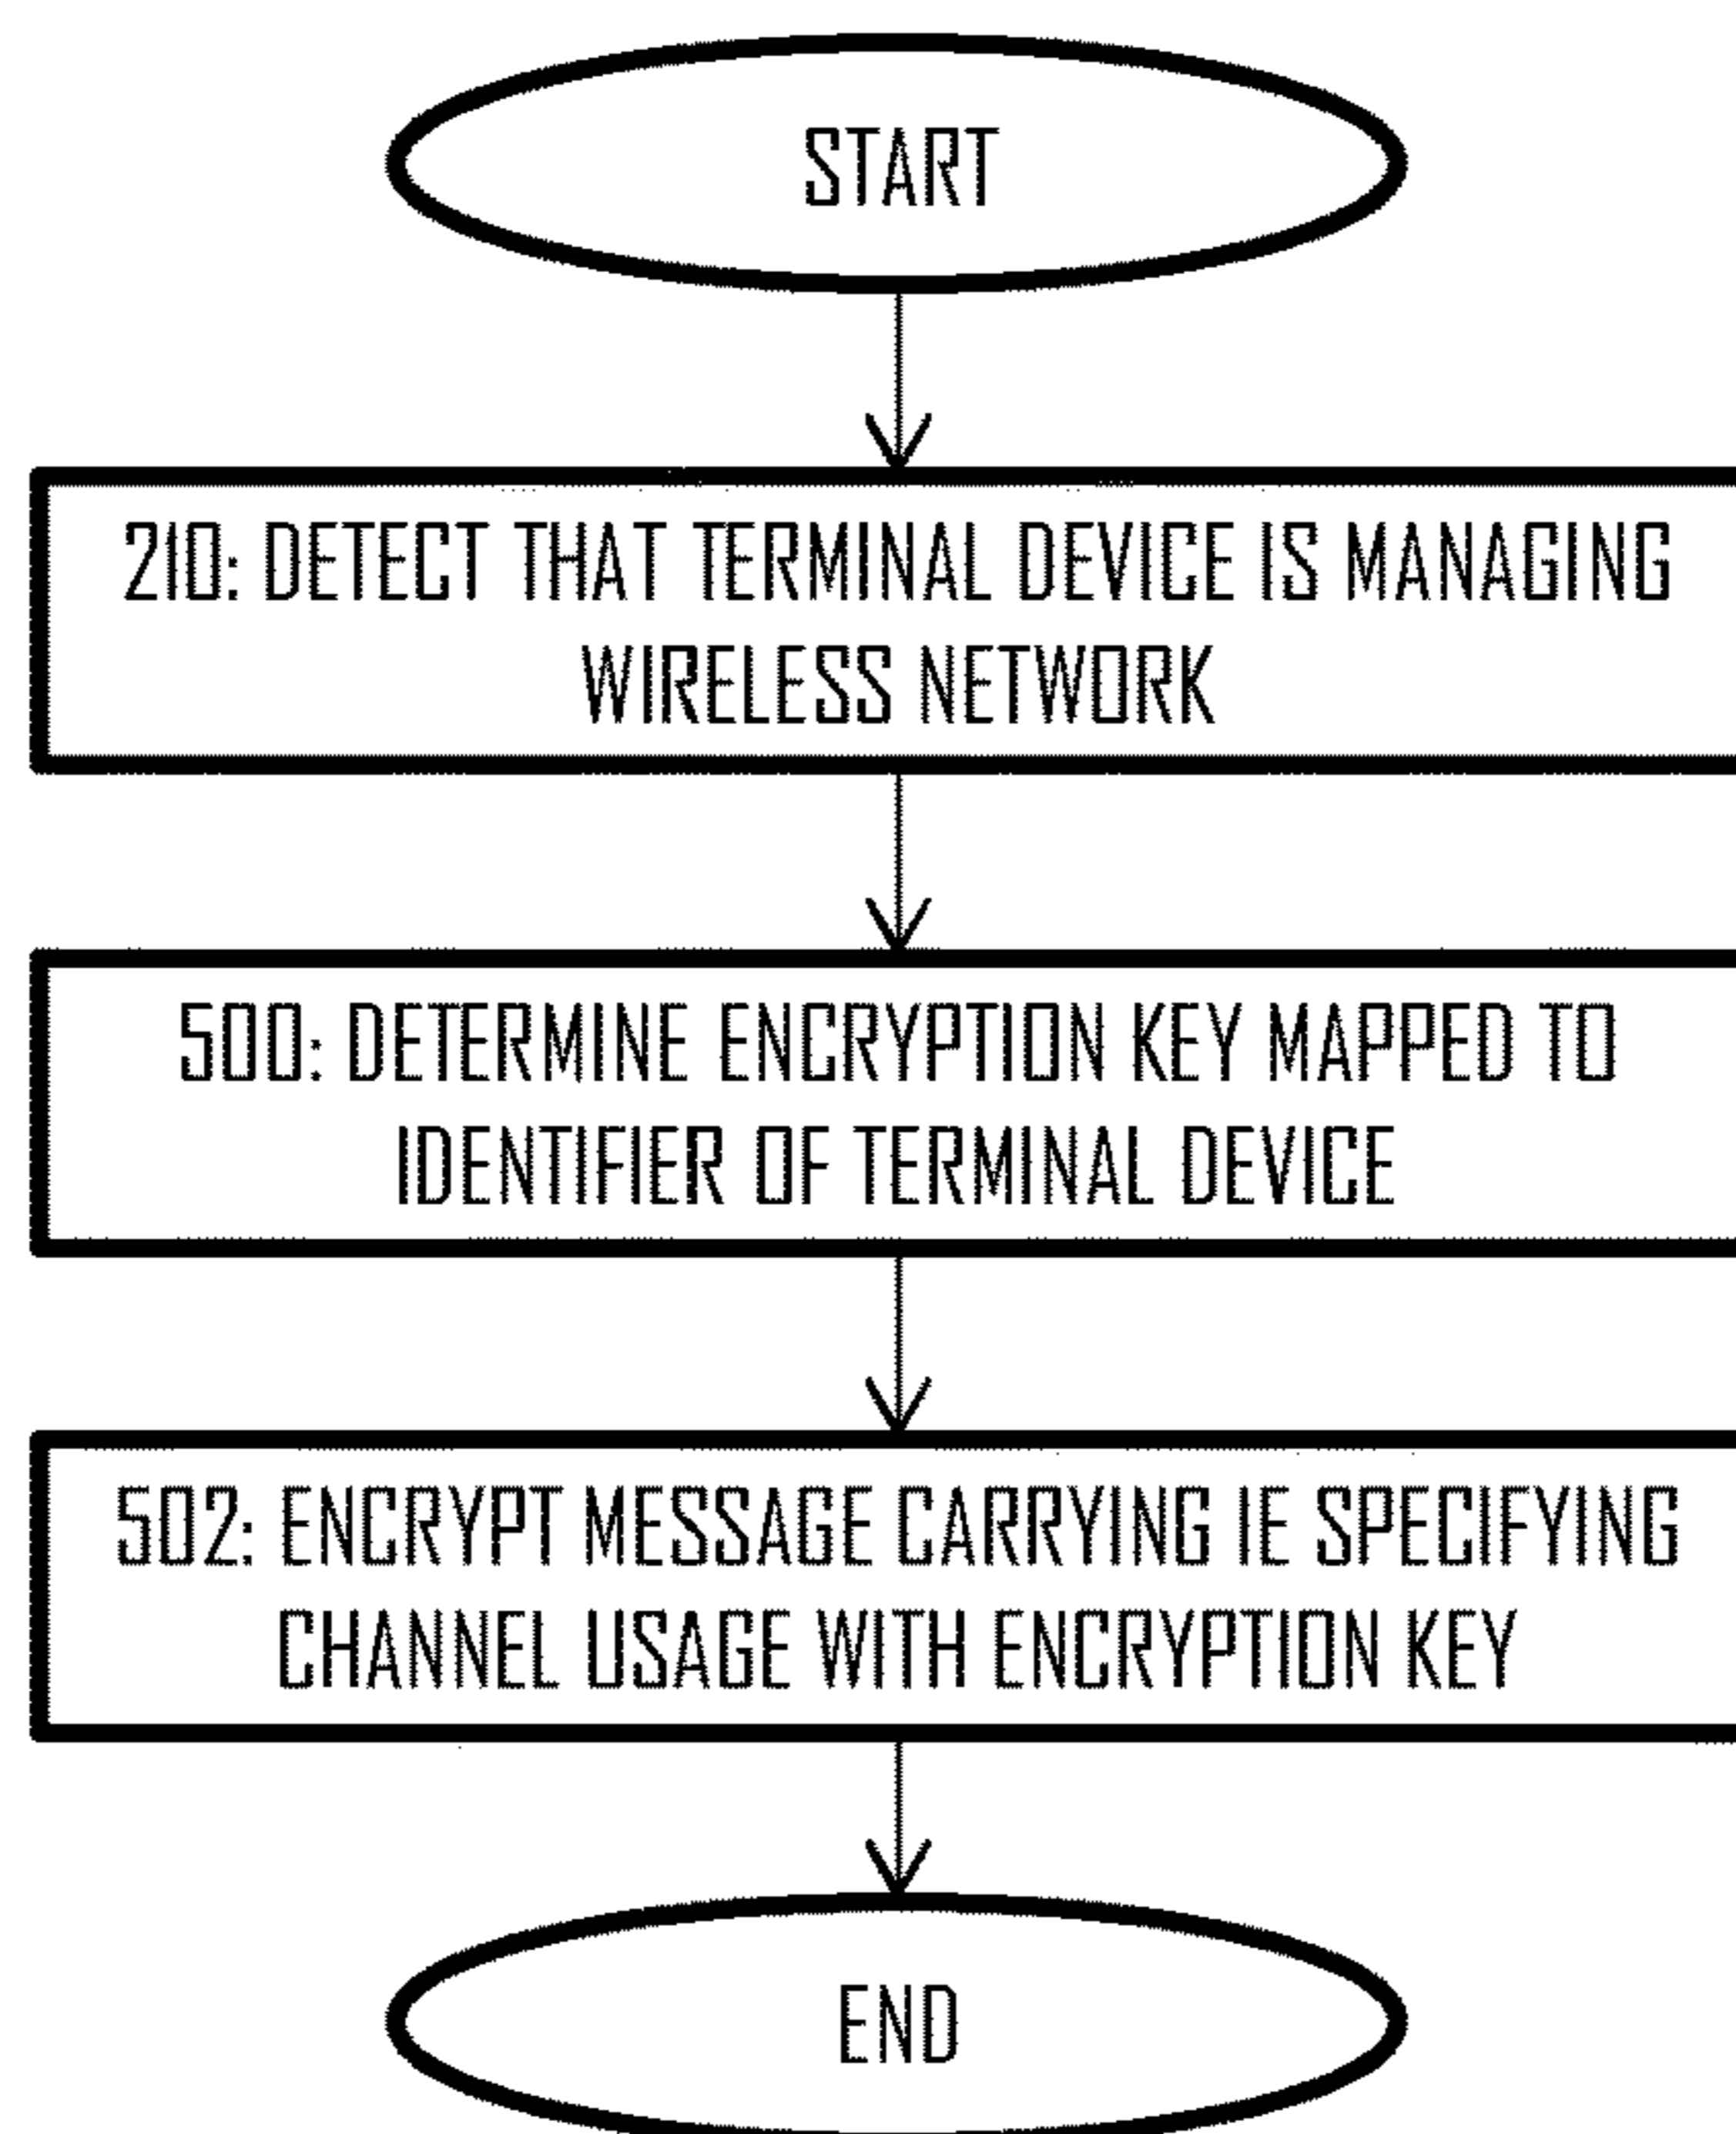 START
210: DETECT THAT TERMINAL DEVICE IS MANAGING
WIRELESS NETWORK
500: DETERMINE ENCRYPTION KEY MAPPED TO
IDENTIFIER OF TERMINAL DEVICE
502: ENCRYPT MESSAGE CARRYING IE SPECIFYING
CHANNEL USAGE WITH ENCRYPTION KEY
END